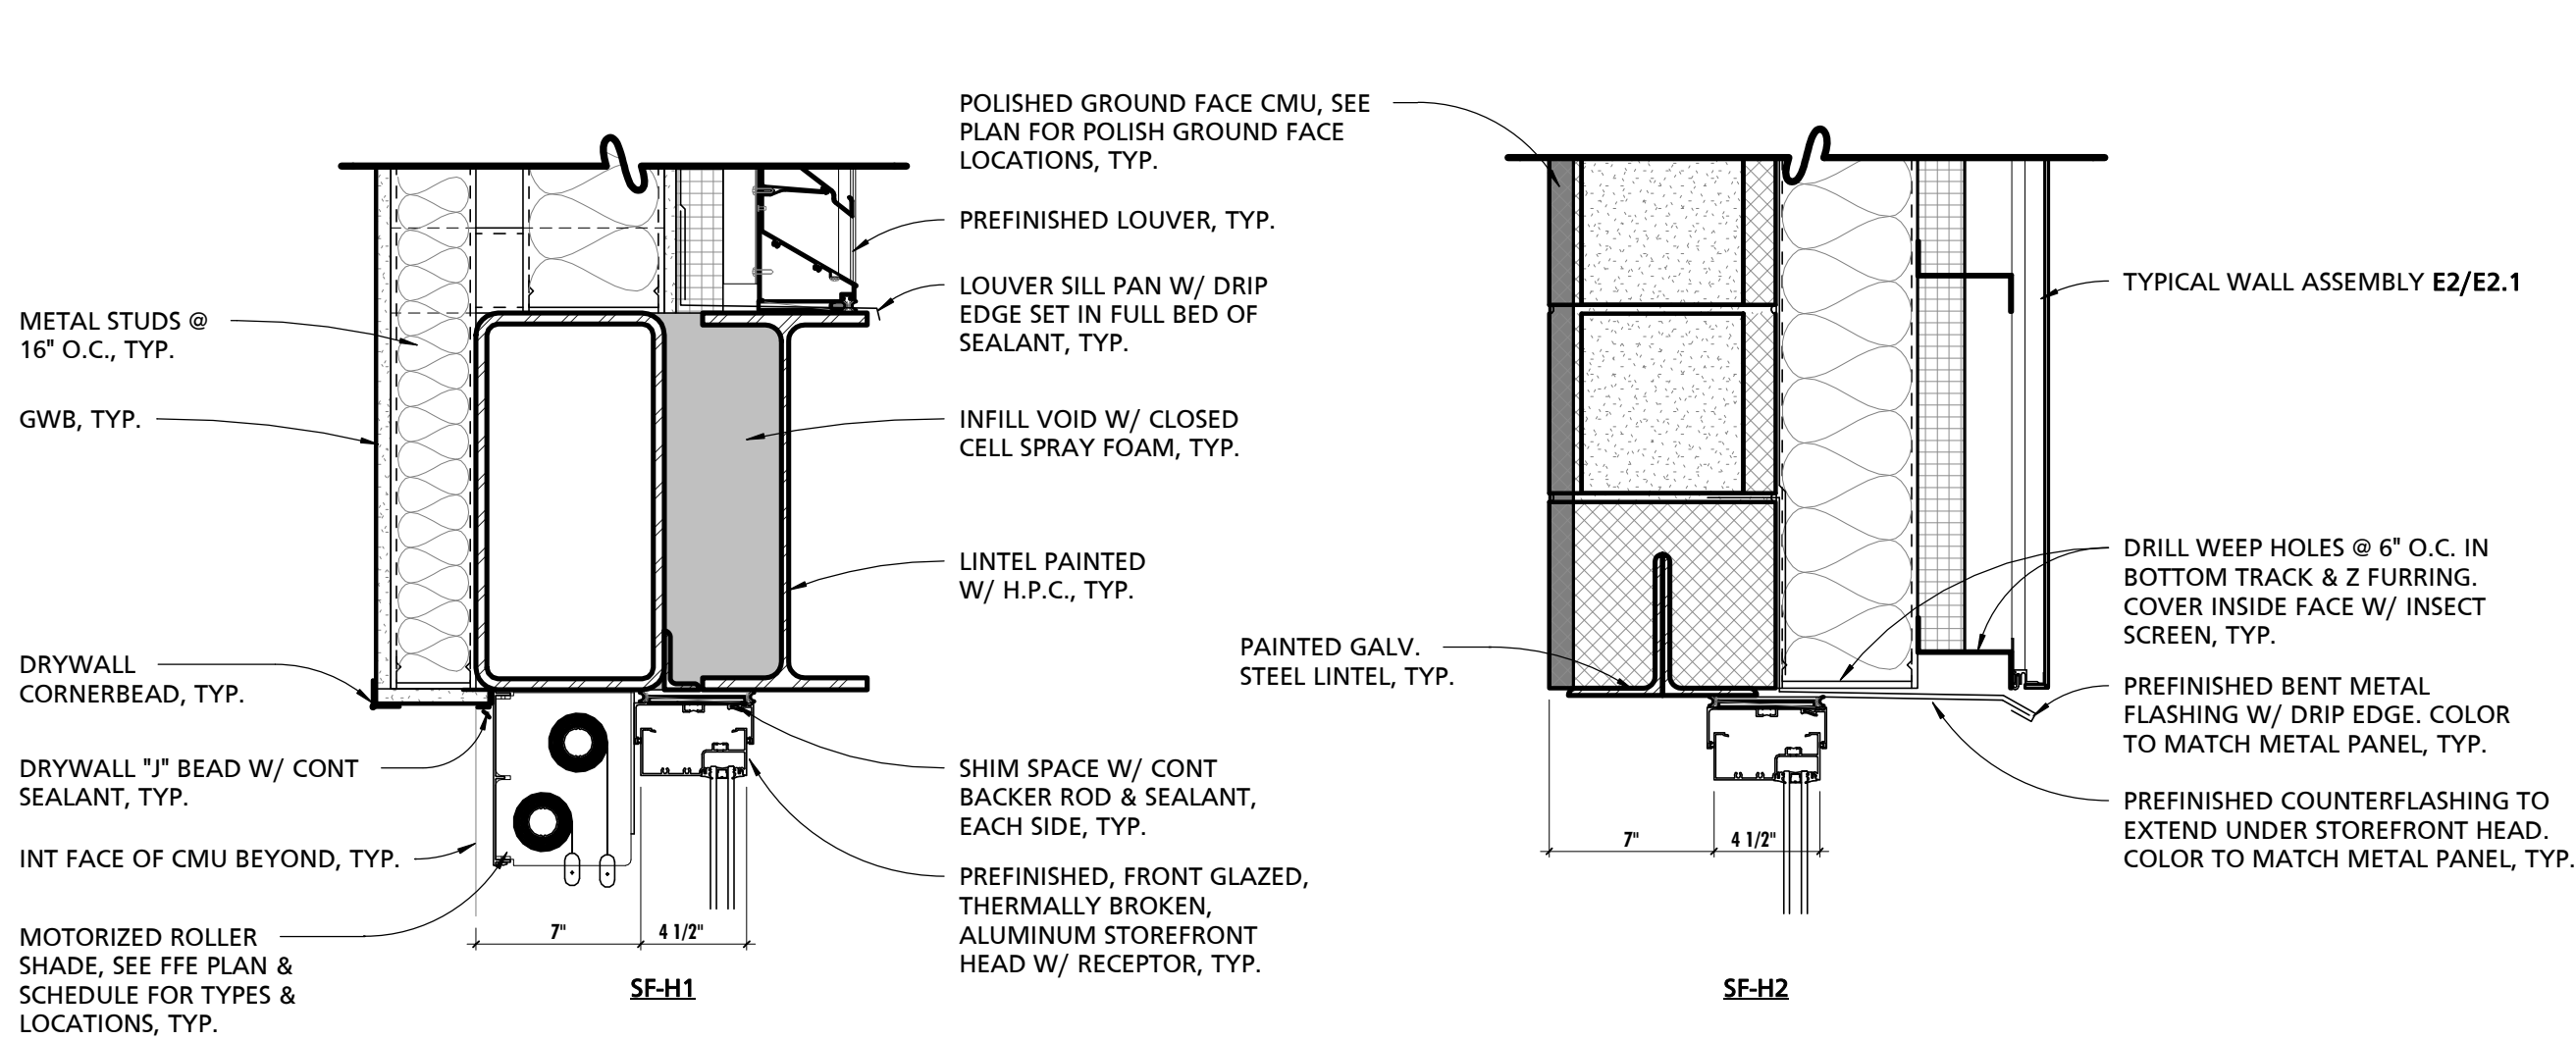 METAL STUDS @
16" O.C., TYP.
GWB, TYP.
DRYWALL
CORNERBEAD, TYP.
DRYWALL "J" BEAD W/ CONT
SEALANT, TYP.
INT FACE OF CMU BEYOND, TYP.
MOTORIZED ROLLER
SHADE, SEE FFE PLAN &
SCHEDULE FOR TYPES &
LOCATIONS, TYP.
7"
4 1/2"
SF-H1
POLISHED GROUND FACE CMU, SEE
PLAN FOR POLISH GROUND FACE
LOCATIONS, TYP.
PREFINISHED LOUVER, TYP.
LOUVER SILL PAN W/ DRIP
EDGE SET IN FULL BED OF
SEALANT, TYP.
INFILL VOID W/ CLOSED
CELL SPRAY FOAM, TYP.
LINTEL PAINTED
W/ H.P.C., TYP.
SHIM SPACE W/ CONT
BACKER ROD & SEALANT,
EACH SIDE, TYP.
PREFINISHED, FRONT GLAZED,
THERMALLY BROKEN,
ALUMINUM STOREFRONT
HEAD W/ RECEPTOR, TYP.
PAINTED GALV.
STEEL LINTEL, TYP.
7"
4 1/2"
SF-H2
TYPICAL WALL ASSEMBLY E2/E2.1
DRILL WEEP HOLES @ 6" O.C. IN
BOTTOM TRACK & Z FURRING.
COVER INSIDE FACE W/ INSECT
SCREEN, TYP.
PREFINISHED BENT METAL
FLASHING W/ DRIP EDGE. COLOR
TO MATCH METAL PANEL, TYP.
PREFINISHED COUNTERFLASHING TO
EXTEND UNDER STOREFRONT HEAD.
COLOR TO MATCH METAL PANEL, TYP.